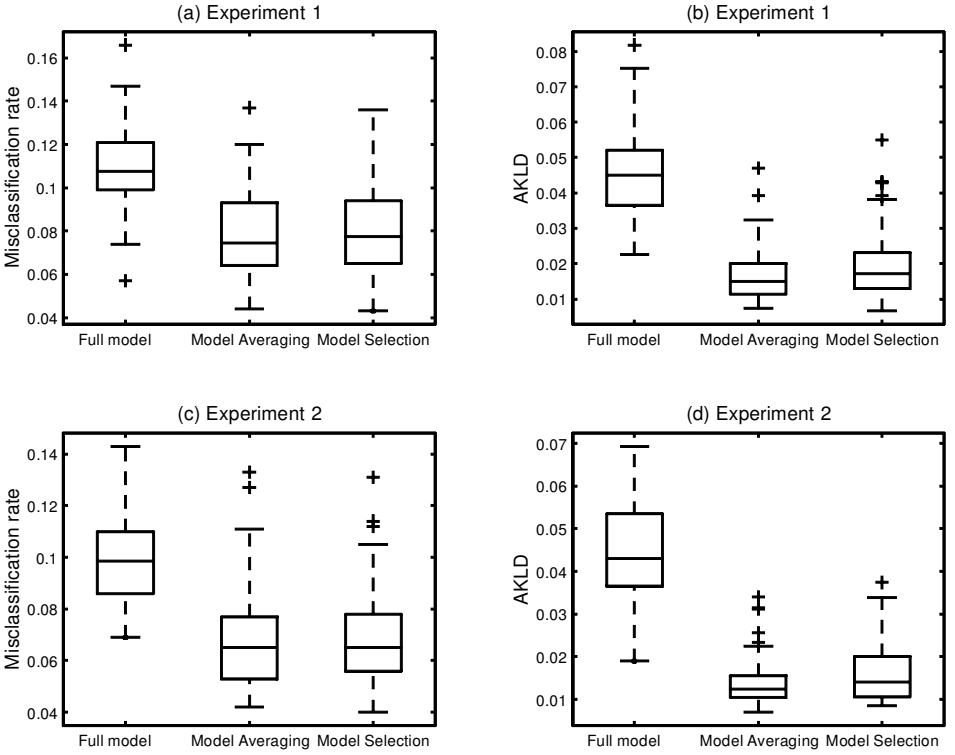 (a) Experiment 1
Misclassification rate
0.16
0.14
0.12
0.1
0.08
0.06
0.04
Full model Model Averaging Model Selection
(b) Experiment 1
AKLD
0.08
0.07
0.06
0.05
0.04
0.03
0.02
0.01
Full model Model Averaging Model Selection
(c) Experiment 2
Misclassification rate
0.14
0.12
0.1
0.08
0.06
0.04
Full model Model Averaging Model Selection
(d) Experiment 2
AKLD
0.07
0.06
0.05
0.04
0.03
0.02
0.01
Full model Model Averaging Model Selection